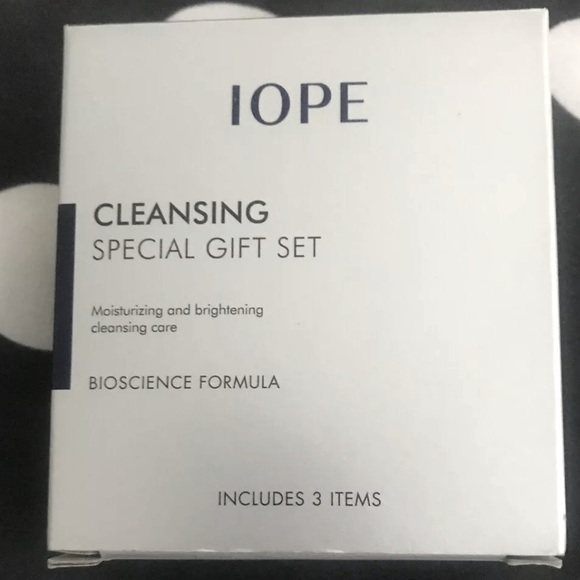 IOPE
CLEANSING
SPECIAL GIFT SET
Moisturizing and brightening
cleansing care
BIOSCIENCE FORMULA
INCLUDES 3 ITEMS